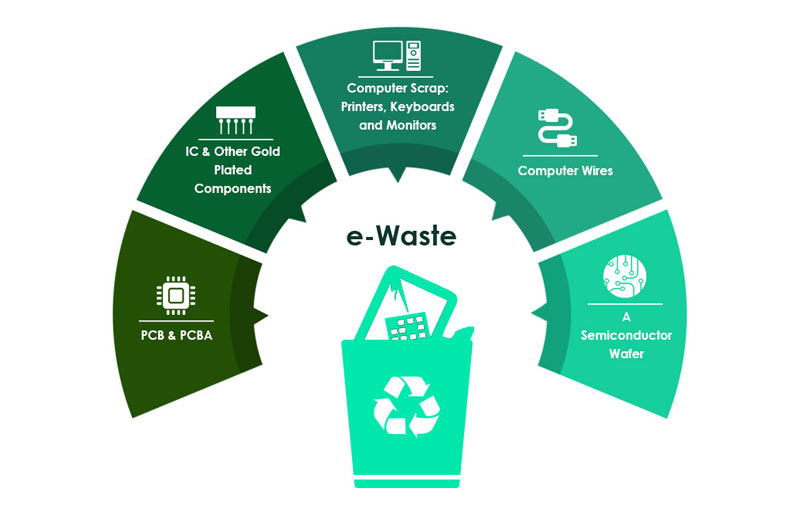 Computer Scrap:
Printers, Keyboards
and Monitors
IC & Other Gold
Plated
Components
Computer Wires
e-Waste
PCB & PCBA
A
Semiconductor
Wafer